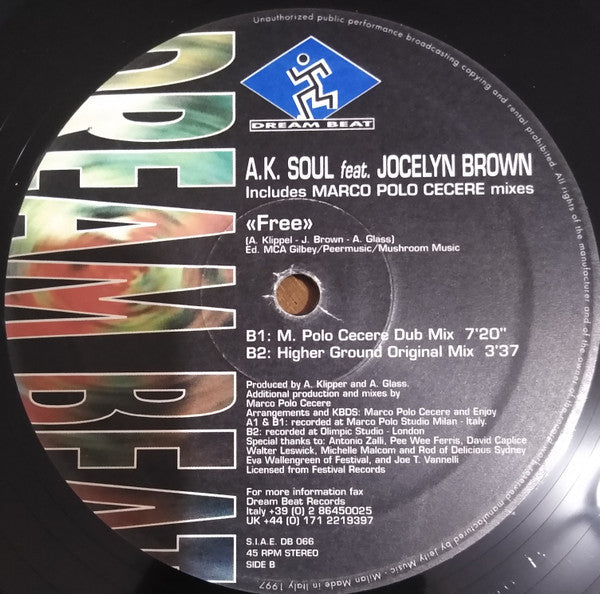 Unauthorized public performance broadcasting copying and rental prohibited. All rights of the manufacturer and of the owner of the
manufactured by Jelly Music - Milan Made in Italy 1997
DREAM BEAT
DREAM BEAT
A.K. SOUL feat. JOCELYN BROWN
Includes MARCO POLO CECERE mixes
«Free»
(A. Klippel - J. Brown - A. Glass)
Ed. MCA Gilbey/Peermusic/Mushroom Music
B1: M. Polo Cecere Dub Mix 7'20"
B2: Higher Ground Original Mix 3'37
Produced by A. Klipper and A. Glass.
Additional production and mixes by
Marco Polo Cecere
Arrangements and KBDS: Marco Polo Cecere and Enjoy
A1 & B1: recorded at Marco Polo Studio Milan - Italy.
B2: recorded at Olimpic Studio - London
Special thanks to: Antonio Zalli, Pee Wee Ferris, David Caplice
Walter Leswick, Michelle Malcom and Rod of Delicious Sydney
Eva Wallengreen of Festival, and Joe T. Vannelli
Licensed from Festival Records
For more information fax
Dream Beat Records
Italy +39 (0) 2 86450025
UK +44 (0) 171 2219397
S.I.A.E. DB 066
45 RPM STEREO
SIDE B